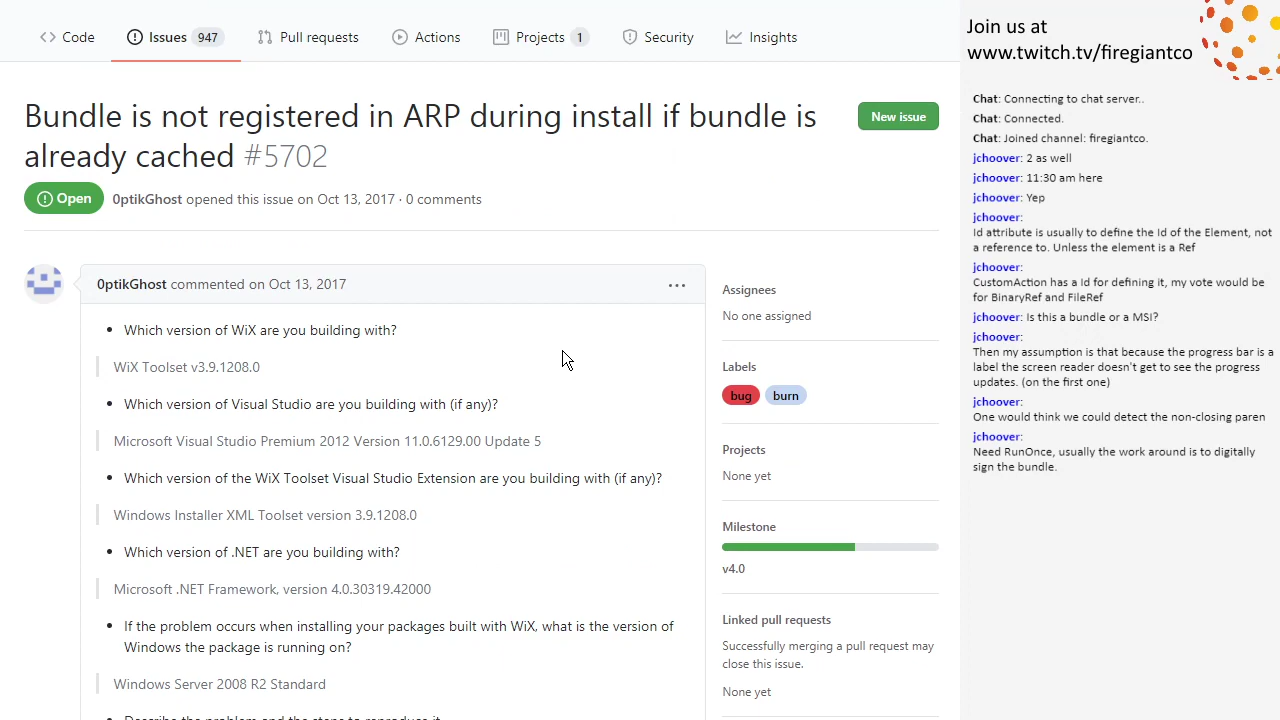 Code
Issues 947
Pull requests
Actions
Projects 1
Security
Insights
Bundle is not registered in ARP during install if bundle is
already cached #5702
New issue
Open
0ptikGhost opened this issue on Oct 13, 2017 · 0 comments
0ptikGhost commented on Oct 13, 2017
• Which version of WiX are you building with?
WiX Toolset v3.9.1208.0
• Which version of Visual Studio are you building with (if any)?
Microsoft Visual Studio Premium 2012 Version 11.0.6129.00 Update 5
• Which version of the WiX Toolset Visual Studio Extension are you building with (if any)?
Windows Installer XML Toolset version 3.9.1208.0
• Which version of .NET are you building with?
Microsoft .NET Framework, version 4.0.30319.42000
• If the problem occurs when installing your packages built with WiX, what is the version of
Windows the package is running on?
Windows Server 2008 R2 Standard
• Describe the problem and the steps to reproduce it
Assignees
No one assigned
Labels
bug burn
Projects
None yet
Milestone
v4.0
Linked pull requests
Successfully merging a pull request may
close this issue.
None yet
Join us at
www.twitch.tv/firegiantco
Chat: Connecting to chat server..
Chat: Connected.
Chat: Joined channel: firegiantco.
jchoover: 2 as well
jchoover: 11:30 am here
jchoover: Yep
jchoover:
Id attribute is usually to define the Id of the Element, not
a reference to. Unless the element is a Ref
jchoover:
CustomAction has a Id for defining it, my vote would be
for BinaryRef and FileRef
jchoover: Is this a bundle or a MSI?
jchoover:
Then my assumption is that because the progress bar is a
label the screen reader doesn't get to see the progress
updates. (on the first one)
jchoover:
One would think we could detect the non-closing paren
jchoover:
Need RunOnce, usually the work around is to digitally
sign the bundle.